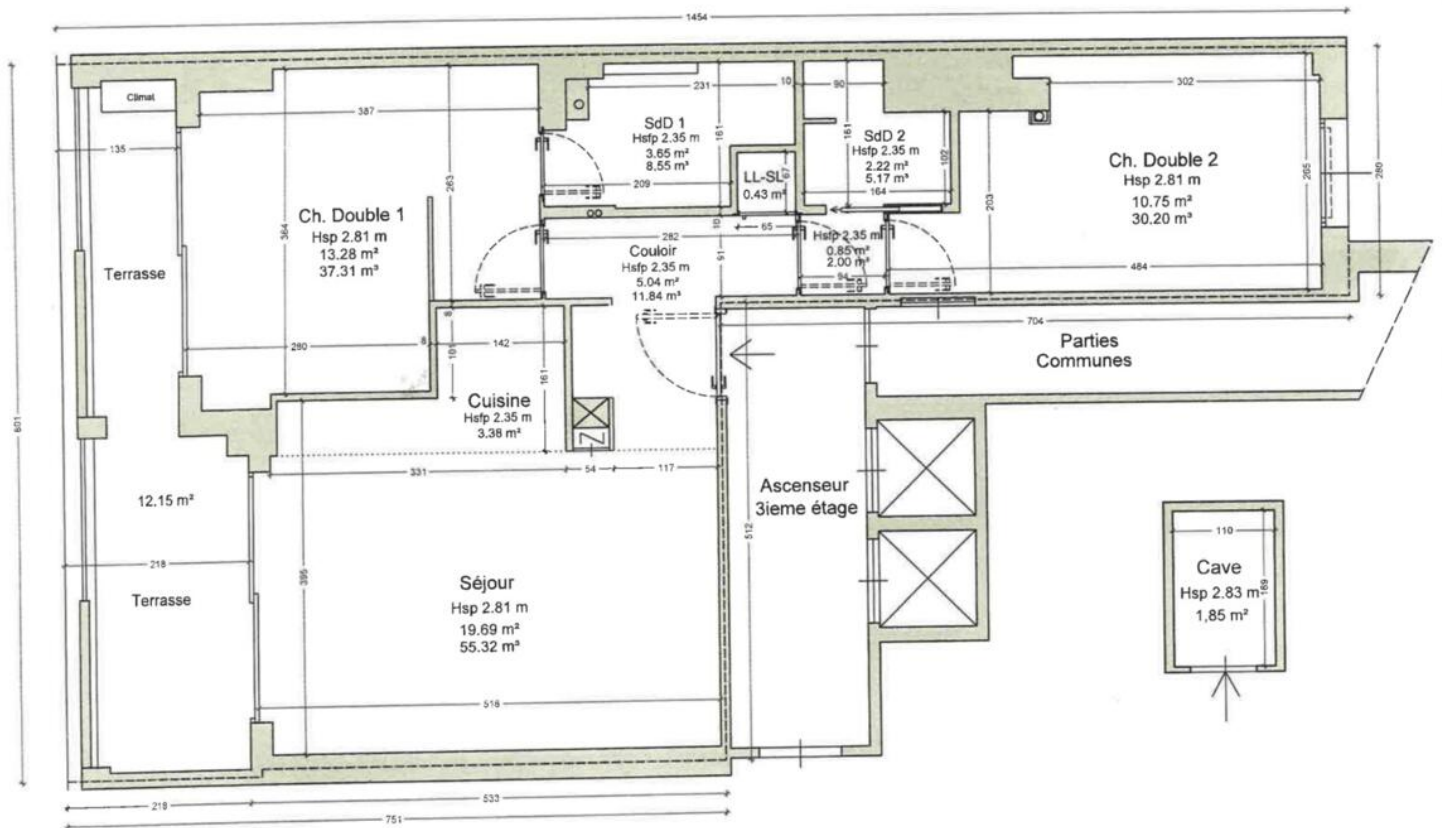 1454
Climat
387
231
10
90
302
135
SdD 1
Hsfp 2.35 m
3.65 m²
8.55 m³
161
161
SdD 2
Hsfp 2.35 m
2.22 m²
5.17 m³
102
Ch. Double 2
Hsp 2.81 m
10.75 m²
30.20 m³
265
280
263
LL-SL
0.43 m²
67
209
164
203
Ch. Double 1
Hsp 2.81 m
13.28 m²
37.31 m³
364
Terrasse
65
282
10
91
Couloir
Hsfp 2.35 m
5.04 m²
11.84 m³
Hsfp 2.35 m
0.85 m²
2.00 m³
94
484
704
Parties
Communes
280
8
8
101
142
161
Cuisine
Hsfp 2.35 m
3.38 m²
801
331
54
117
12.15 m²
Ascenseur
3ieme étage
512
218
395
Terrasse
Séjour
Hsp 2.81 m
19.69 m²
55.32 m³
518
110
Cave
Hsp 2.83 m
1,85 m²
169
218
533
751